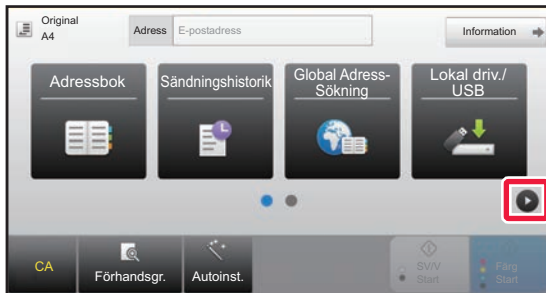 Original
A4
Adress
E-postadress
Information
Adressbok
Sändningshistorik
Global Adress-
Sökning
Lokal driv./
USB
CA
Förhandsgr.
Autoinst.
SV/V
Start
Färg
Start